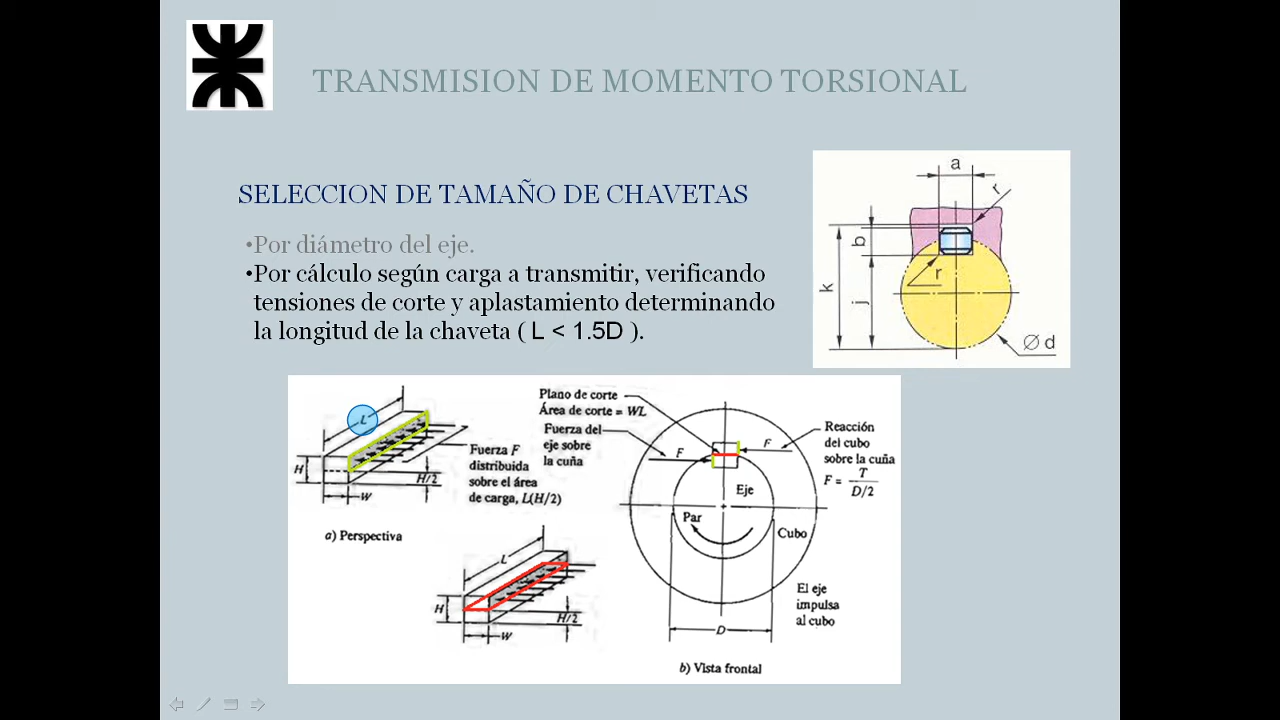 TRANSMISION DE MOMENTO TORSIONAL
SELECCION DE TAMAÑO DE CHAVETAS
•Por diámetro del eje.
•Por cálculo según carga a transmitir, verificando
tensiones de corte y aplastamiento determinando
la longitud de la chaveta ( L < 1.5D ).
a
r
b
k
j
r
Ø d
L
H
W
H/2
Fuerza F
distribuida
sobre el área
de carga, L(H/2)
a) Perspectiva
L
H
W
H/2
Plano de corte
Área de corte = WL
Fuerza del
eje sobre
la cuña
F
F
Reacción
del cubo
sobre la cuña
F = T
D/2
Eje
Par
Cubo
El eje
impulsa
al cubo
D
b) Vista frontal